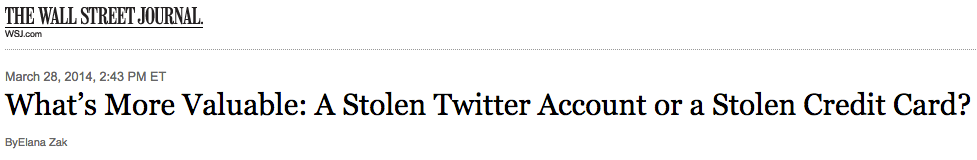 THE WALL STREET JOURNAL.
WSJ.com
March 28, 2014, 2:43 PM ET
What's More Valuable: A Stolen Twitter Account or a Stolen Credit Card?
ByElana Zak